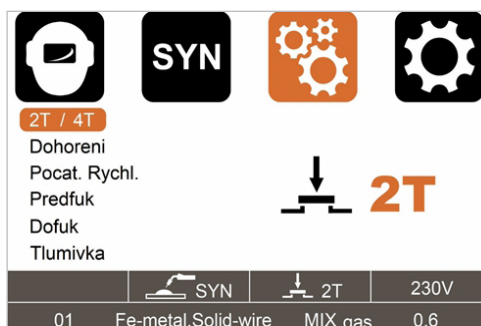 SYN
2T / 4T
Dohoreni
Pocat. Rychl.
Predfuk
Dofuk
Tlumivka
2T
SYN 2T 230V
01 Fe-metal.Solid-wire MIX gas 0.6